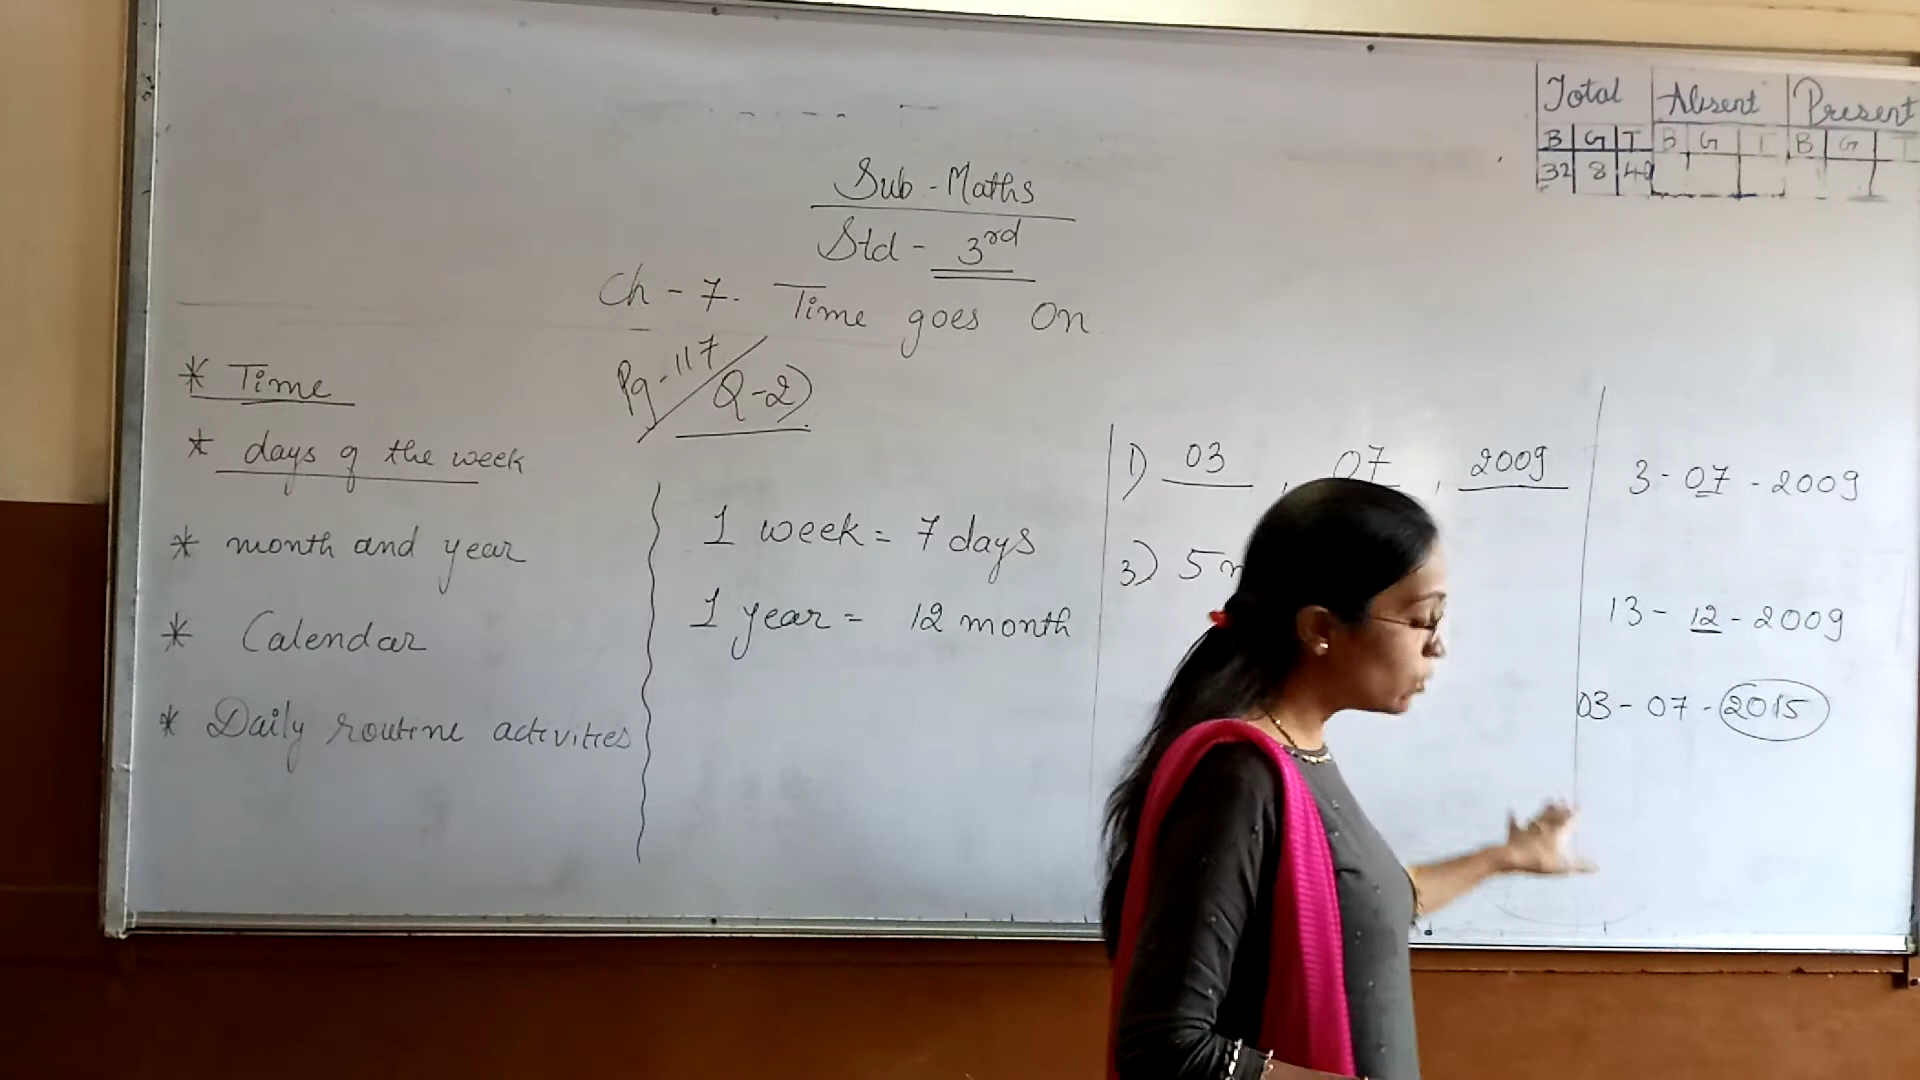 Total Absent Present
B G T B G T B G T
32 8 40
Sub - Maths
Std - 3rd
Ch - 7. Time goes On
Pg - 117 Q-2)
* Time
* days of the week
* month and year
* Calendar
* Daily routine activities
1 week = 7 days
1 year = 12 month
1) 03 , 07 , 2009
3) 5
3 - 07 - 2009
13 - 12 - 2009
03 - 07 - 2015